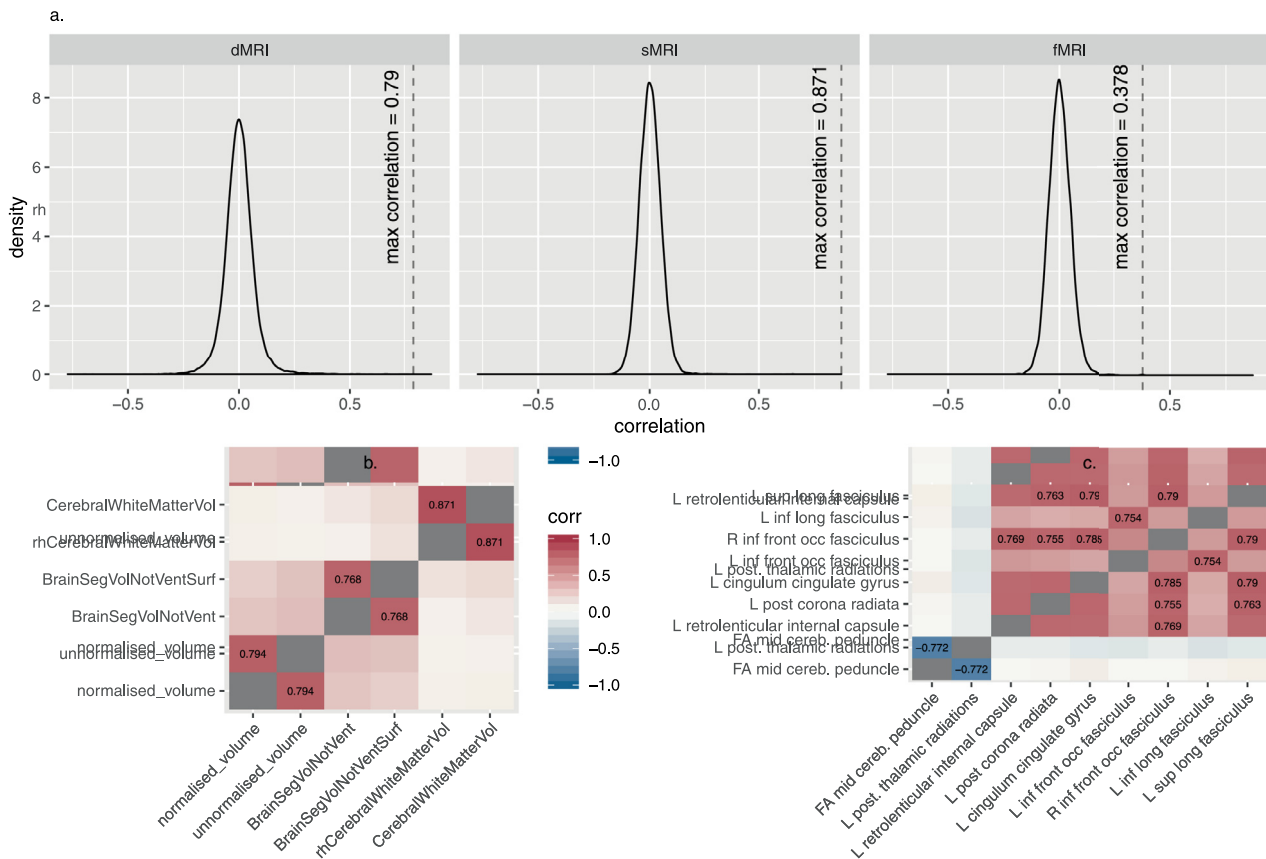 a.
dMRI
sMRI
fMRI
max correlation = 0.79
max correlation = 0.871
max correlation = 0.378
density
rh
8
6
4
2
0
−0.5 0.0 0.5
−0.5 0.0 0.5
−0.5 0.0 0.5
correlation
b.
CerebralWhiteMatterVol
unnormalised_volume
rhCerebralWhiteMatterVol
BrainSegVolNotVentSurf
BrainSegVolNotVent
normalised_volume
unnormalised_volume
normalised_volume
0.871
0.871
0.768
0.768
0.794
0.794
normalised_volume
unnormalised_volume
BrainSegVolNotVent
BrainSegVolNotVentSurf
rhCerebralWhiteMatterVol
CerebralWhiteMatterVol
−1.0
corr
1.0
0.5
0.0
−0.5
−1.0
c.
L sup long fasciculus
L retrolenticular internal capsule
L inf long fasciculus
R inf front occ fasciculus
L inf front occ fasciculus
L post. thalamic radiations
L cingulum cingulate gyrus
L post corona radiata
L retrolenticular internal capsule
FA mid cereb. peduncle
L post. thalamic radiations
FA mid cereb. peduncle
0.763 0.79 0.79
0.754
0.769 0.755 0.785 0.79
0.754
0.785 0.79
0.755 0.763
0.769
−0.772
−0.772
FA mid cereb. peduncle
L post. thalamic radiations
L retrolenticular internal capsule
L post corona radiata
L cingulum cingulate gyrus
L inf front occ fasciculus
R inf front occ fasciculus
L inf long fasciculus
L sup long fasciculus